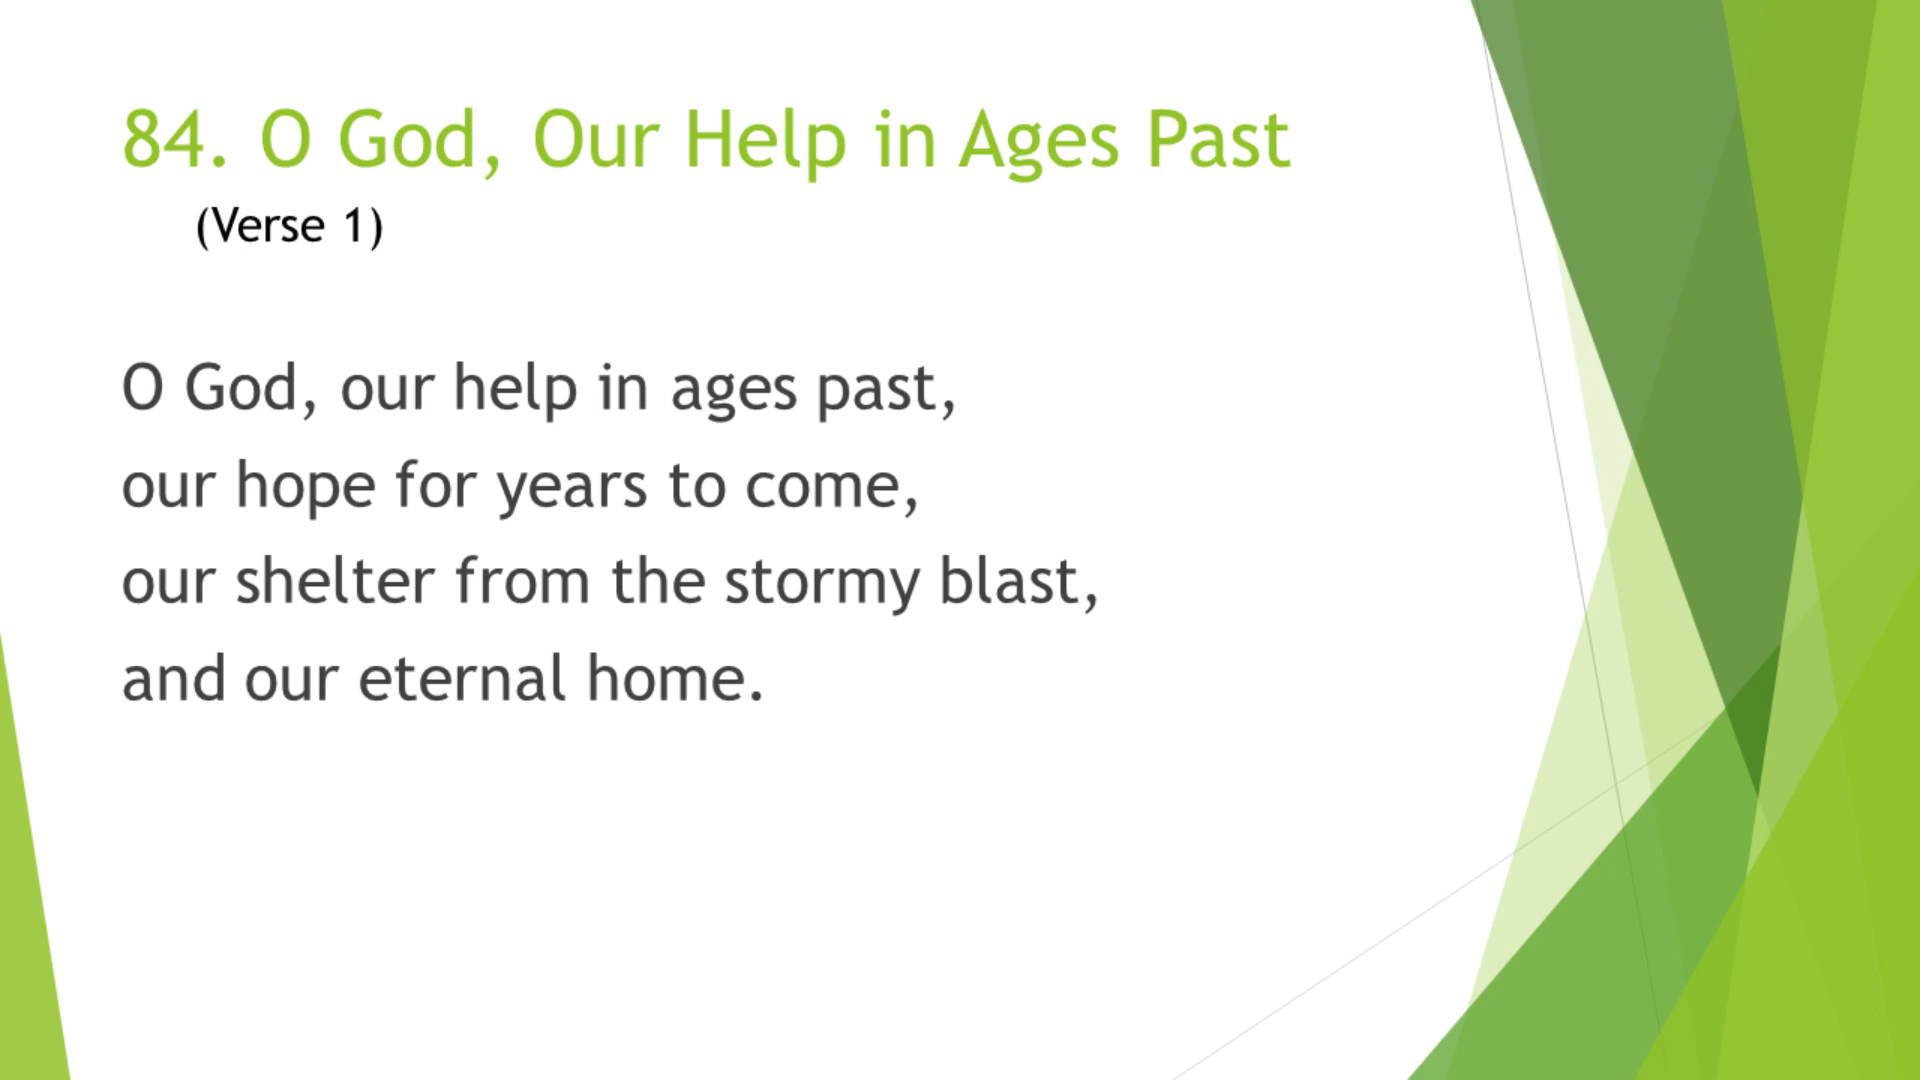 84. O God, Our Help in Ages Past
(Verse 1)
O God, our help in ages past,
our hope for years to come,
our shelter from the stormy blast,
and our eternal home.